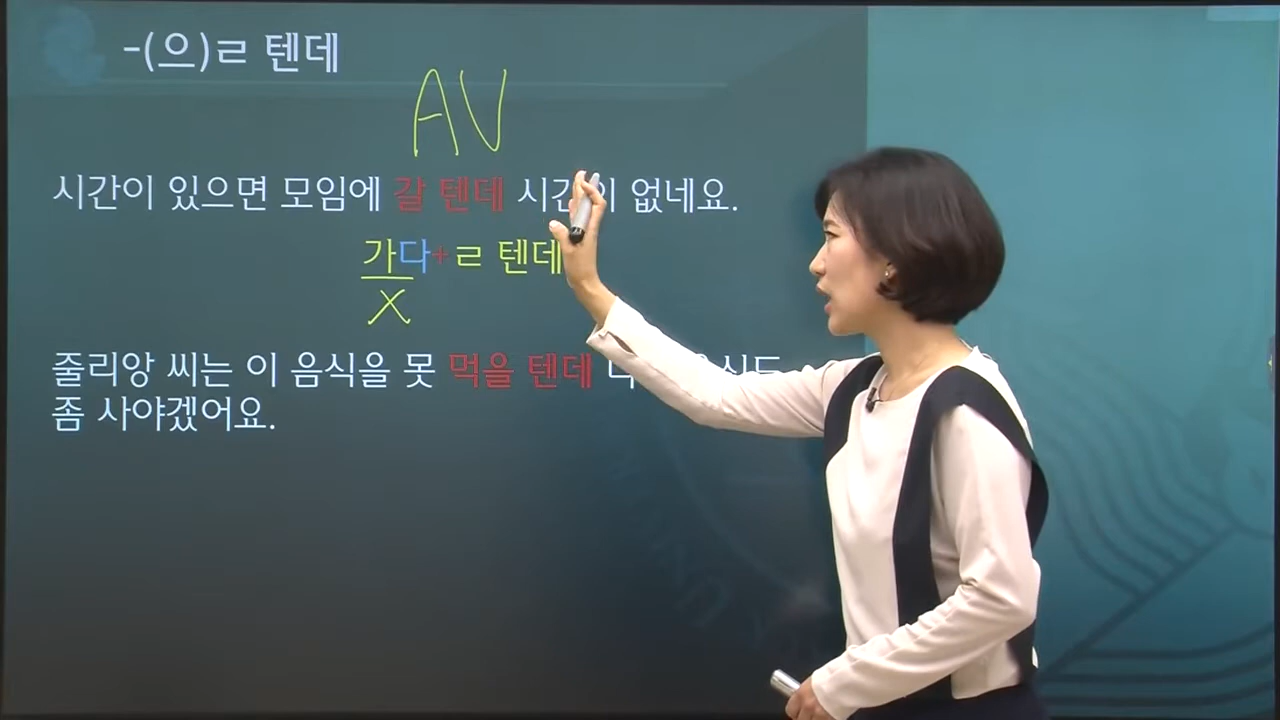 -(으)ㄹ 텐데
AV
시간이 있으면 모임에 갈 텐데 시간이 없네요.
가다+ㄹ 텐데
X
줄리앙 씨는 이 음식을 못 먹을 텐데
좀 사야겠어요.